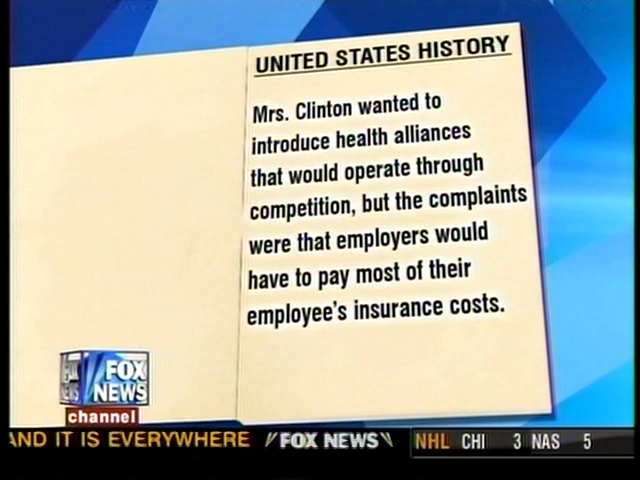 UNITED STATES HISTORY
Mrs. Clinton wanted to
introduce health alliances
that would operate through
competition, but the complaints
were that employers would
have to pay most of their
employee's insurance costs.
FOX
NEWS
channel
AND IT IS EVERYWHERE FOX NEWS NHL CHI 3 NAS 5